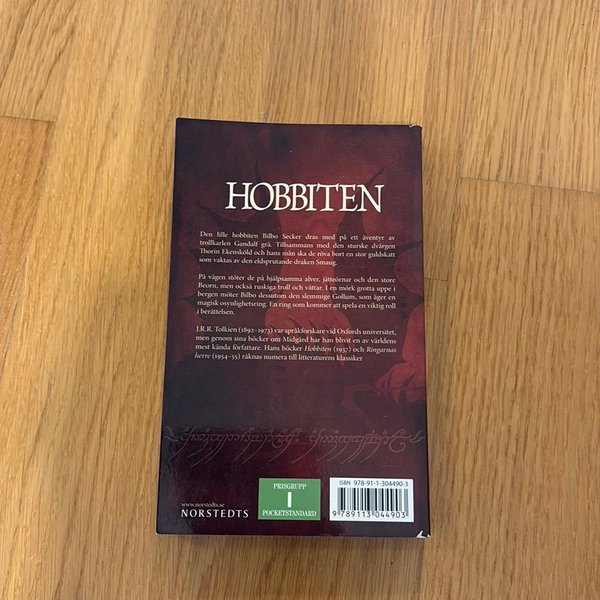 HOBBITEN
Den lille hobbiten Bilbo Secker dras med på ett äventyr av
trollkarlen Gandalf grå. Tillsammans med den sturske dvärgen
Thorin Ekensköld och hans män ska de röva bort en stor guldskatt
som vaktas av den eldsprutande draken Smaug.
På vägen stöter de på hjälpsamma alver, jätteörnar och den store
Beorn, men också ruskiga troll och vättar. I en mörk grotta uppe i
bergen möter Bilbo dessutom den slemmige Gollum, som äger en
magisk osynlighetsring. En ring som kommer att spela en viktig roll
i berättelsen.
J.R.R. Tolkien (1892–1973) var språkforskare vid Oxfords universitet,
men genom sina böcker om Midgård har han blivit en av världens
mest kända författare. Hans böcker Hobbiten (1937) och Ringarnas
herre (1954–55) räknas numera till litteraturens klassiker
www.norstedts.se
NORSTEDTS
PRISGRUPP
I
POCKETSTANDARD
ISBN 978-91-1-304490-3
9 789113 044903